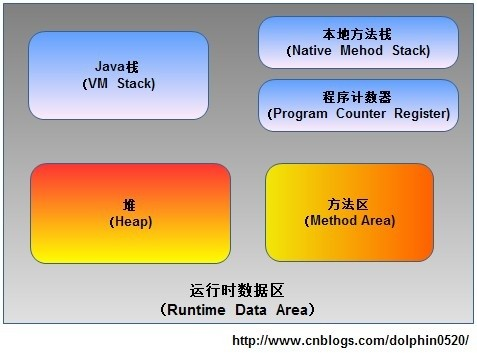 Java栈
(VM Stack)
本地方法栈
(Native Mehod Stack)
程序计数器
(Program Counter Register)
堆
(Heap)
方法区
(Method Area)
运行时数据区
(Runtime Data Area)
http://www.cnblogs.com/dolphin0520/